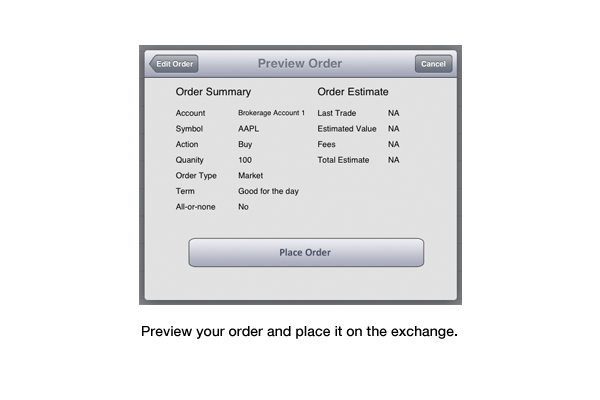 Edit Order Preview Order Cancel
Order Summary Order Estimate
Account Brokerage Account 1 Last Trade NA
Symbol AAPL Estimated Value NA
Action Buy Fees NA
Quanity 100 Total Estimate NA
Order Type Market
Term Good for the day
All-or-none No
Place Order
Preview your order and place it on the exchange.